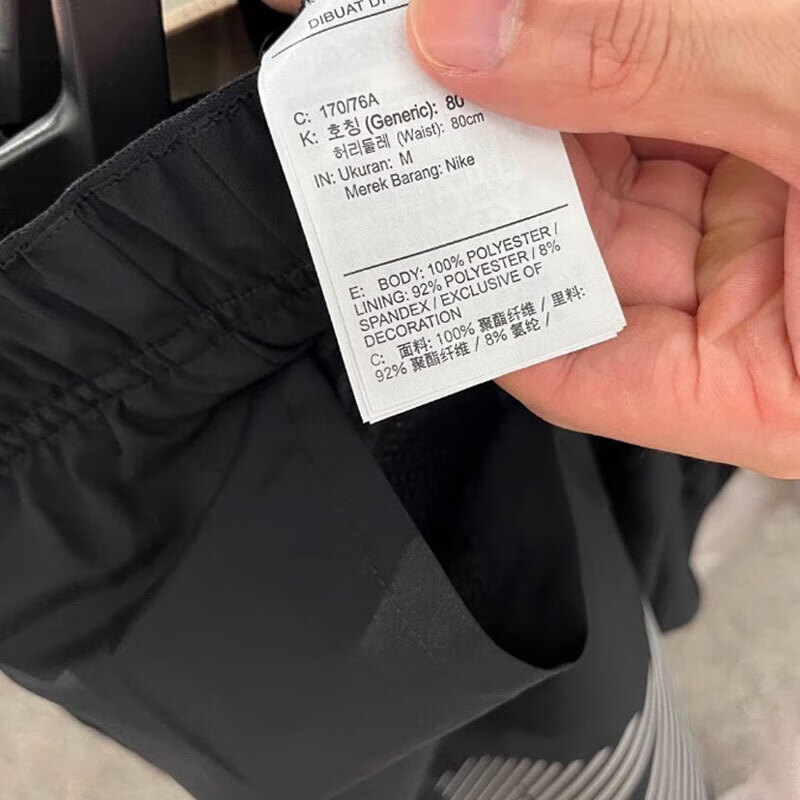 DIBUAT DI
C: 170/76A
K: 호칭 (Generic): 80
허리둘레 (Waist): 80cm
IN: Ukuran: M
Merek Barang: Nike
E: BODY: 100% POLYESTER /
LINING: 92% POLYESTER / 8%
SPANDEX / EXCLUSIVE OF
DECORATION
C: 面料: 100% 聚酯纤维 / 里料:
92% 聚酯纤维 / 8% 氨纶 /